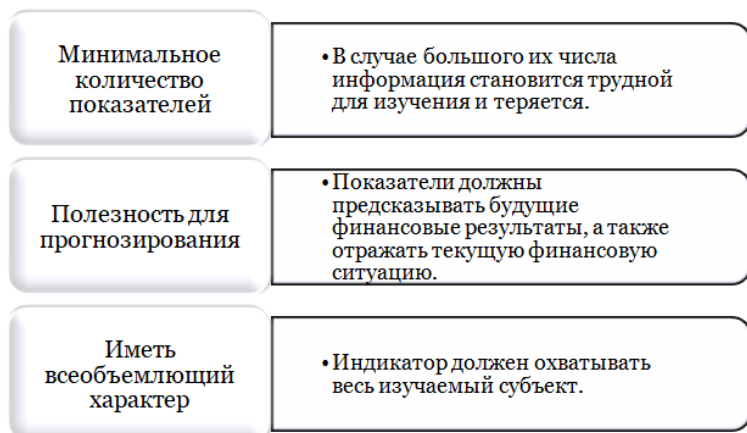 Минимальное
количество
показателей
• В случае большого их числа
информация становится трудной
для изучения и теряется.
Полезность для
прогнозирования
• Показатели должны
предсказывать будущие
финансовые результаты, а также
отражать текущую финансовую
ситуацию.
Иметь
всеобъемлющий
характер
• Индикатор должен охватывать
весь изучаемый субъект.